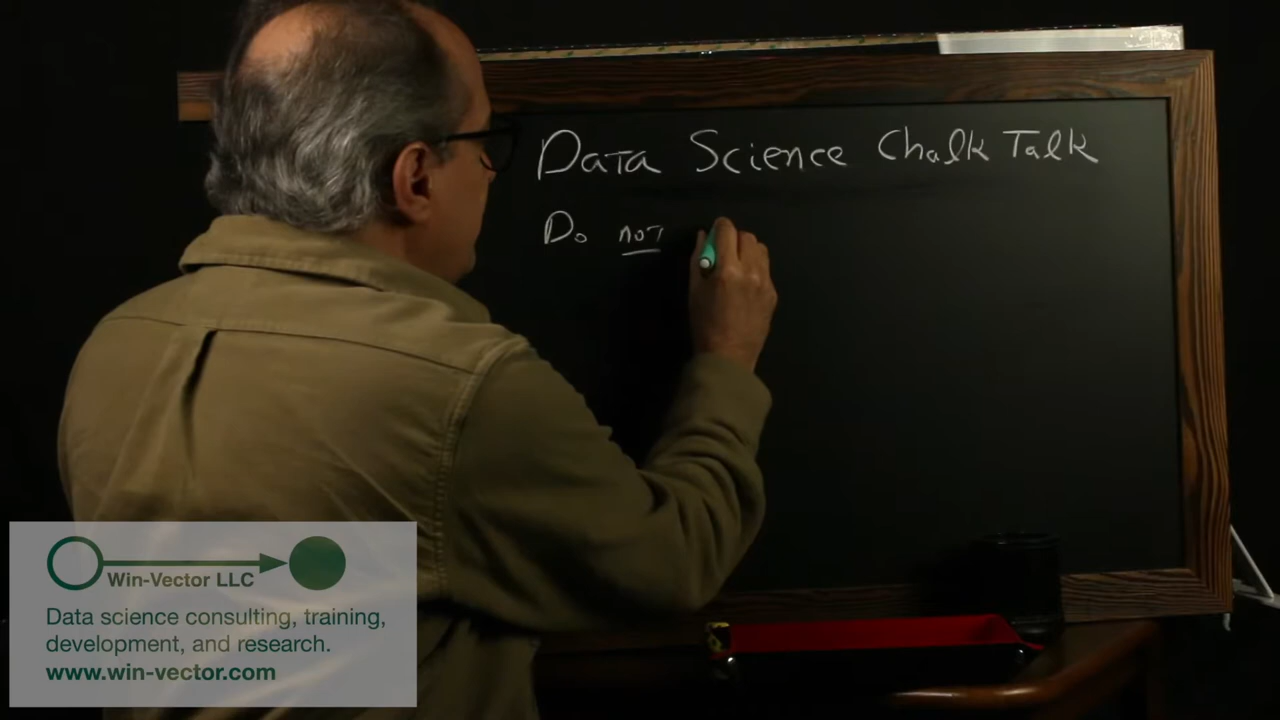 Data Science Chalk Talk
Do not
Win-Vector LLC
Data science consulting, training,
development, and research.
www.win-vector.com